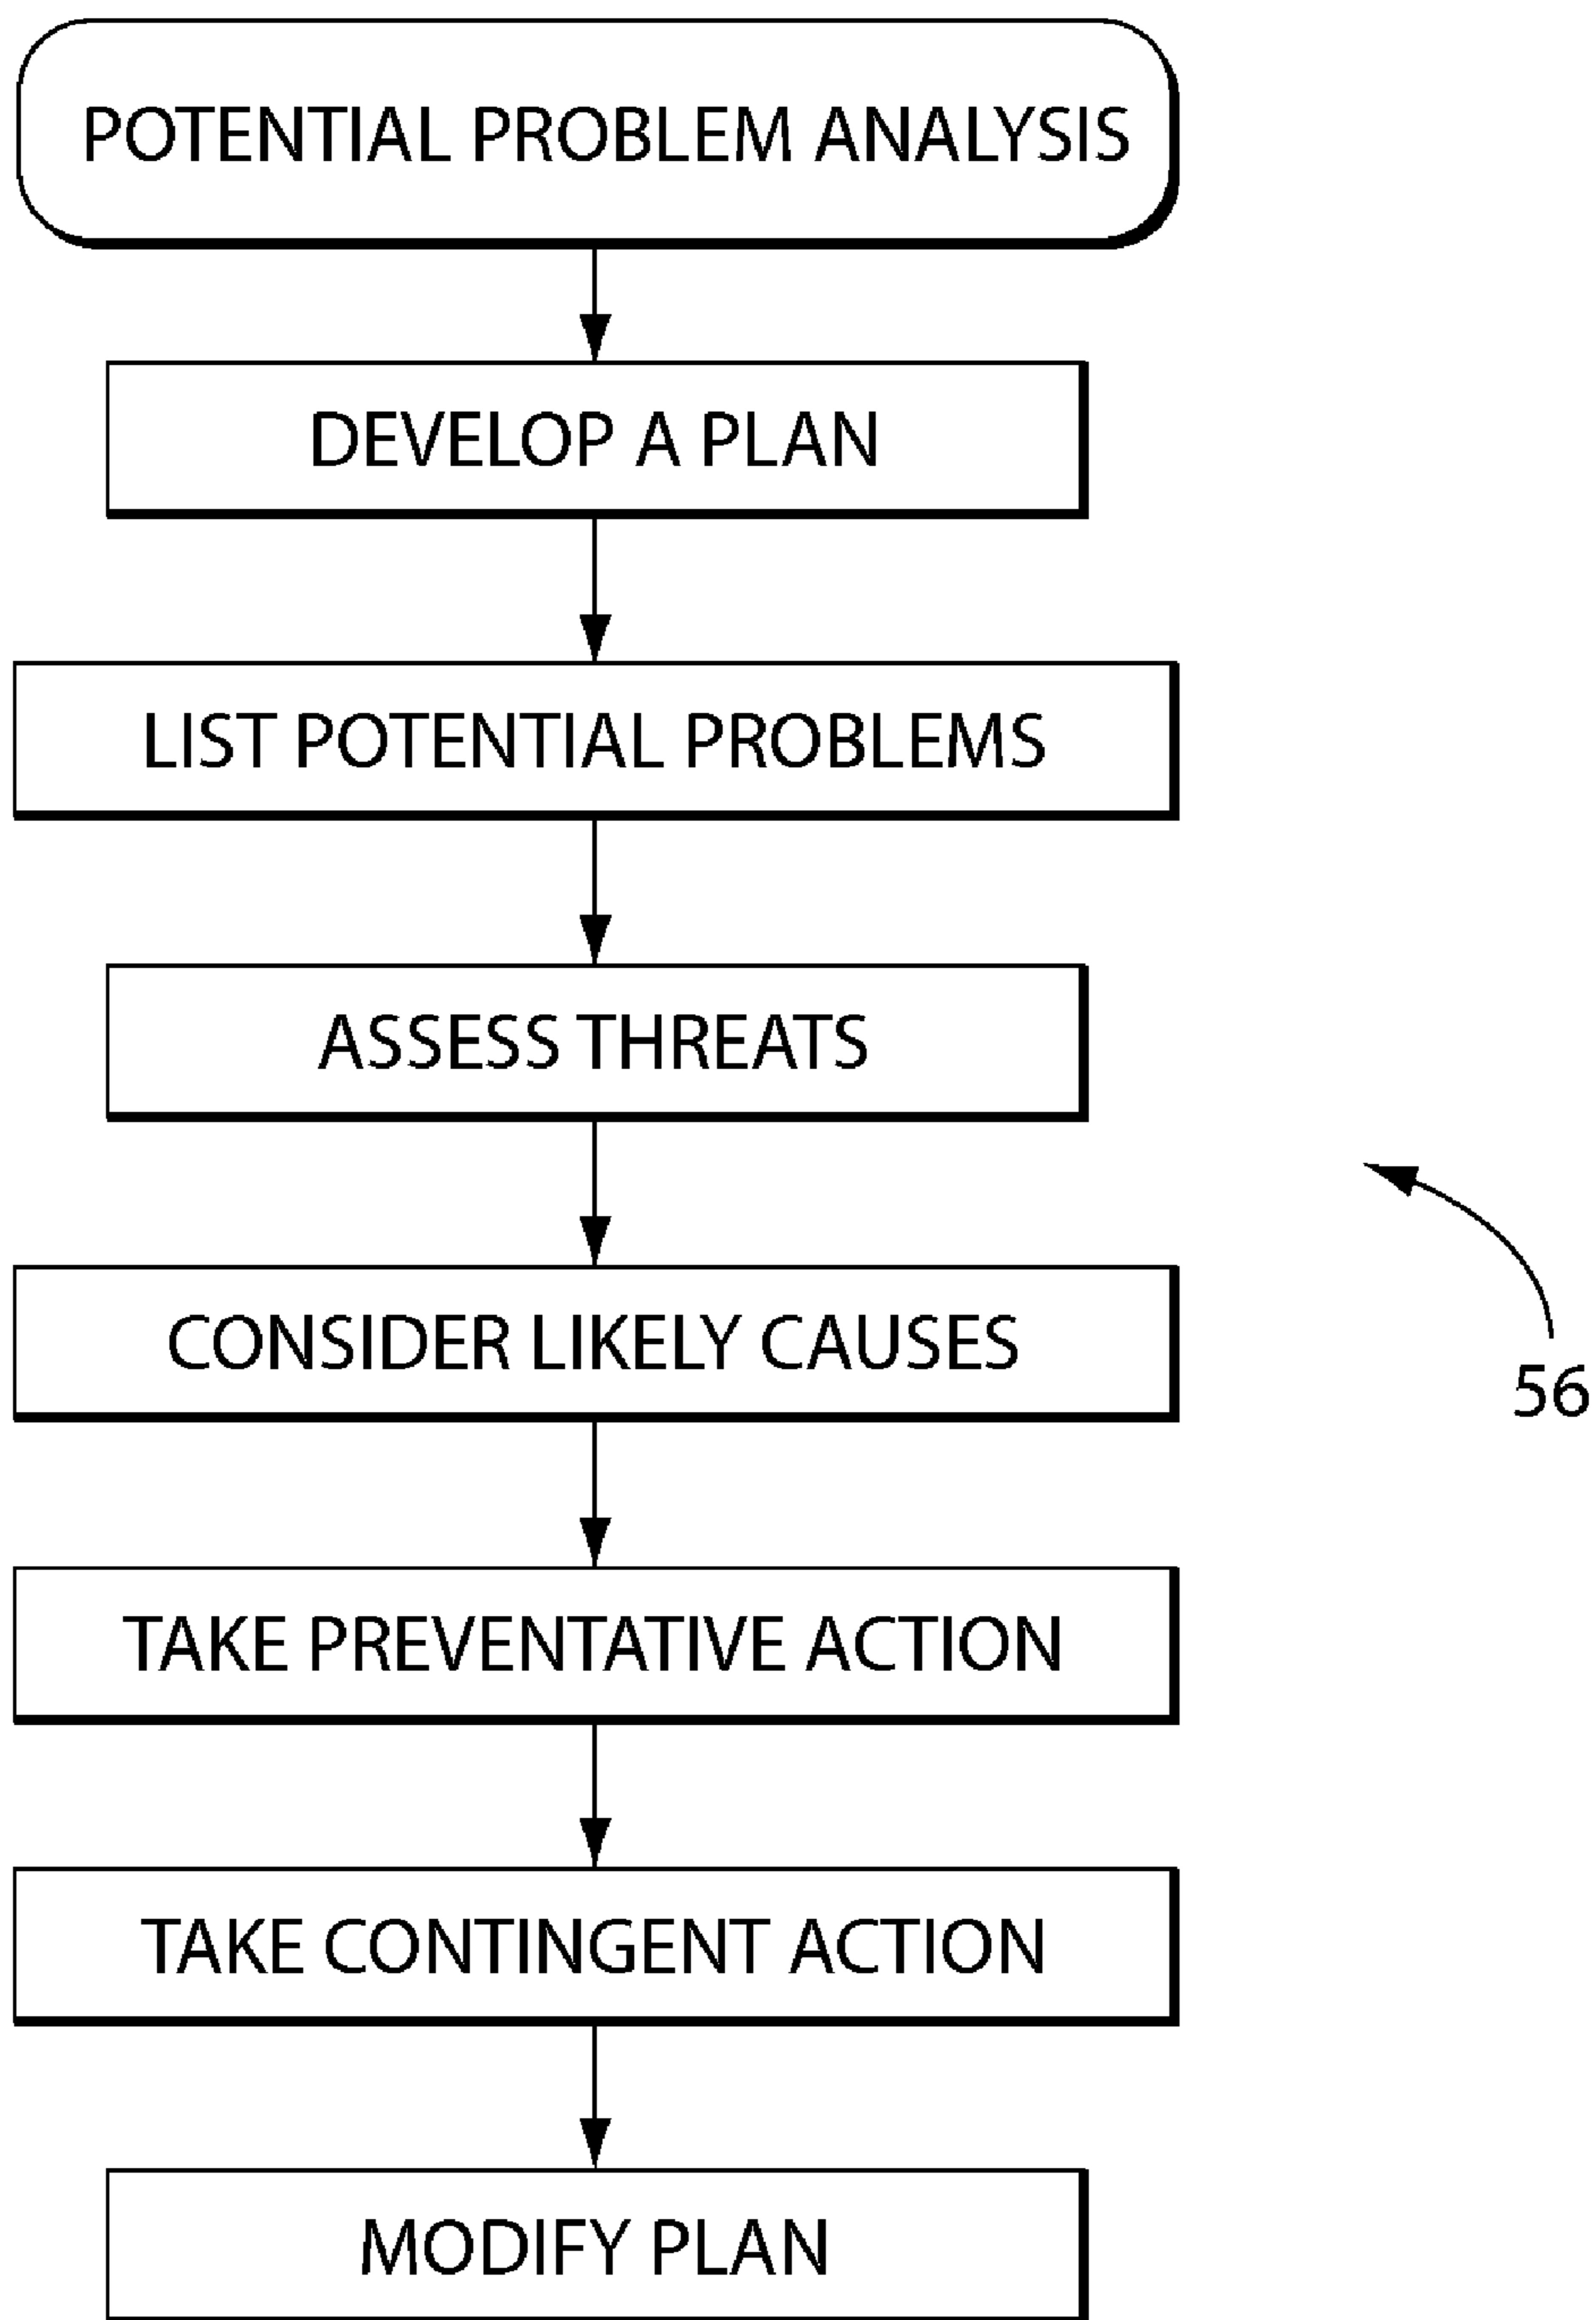 POTENTIAL PROBLEM ANALYSIS
DEVELOP A PLAN
LIST POTENTIAL PROBLEMS
ASSESS THREATS
CONSIDER LIKELY CAUSES
56
TAKE PREVENTATIVE ACTION
TAKE CONTINGENT ACTION
MODIFY PLAN